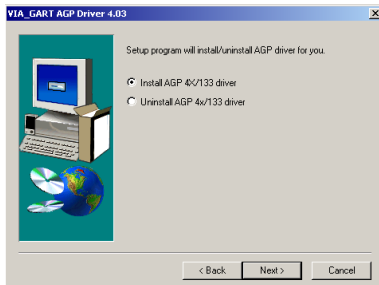 VIA_GART AGP Driver 4.03
Setup program will install/uninstall AGP driver for you.
Install AGP 4X/133 driver
Uninstall AGP 4x/133 driver
< Back
Next >
Cancel